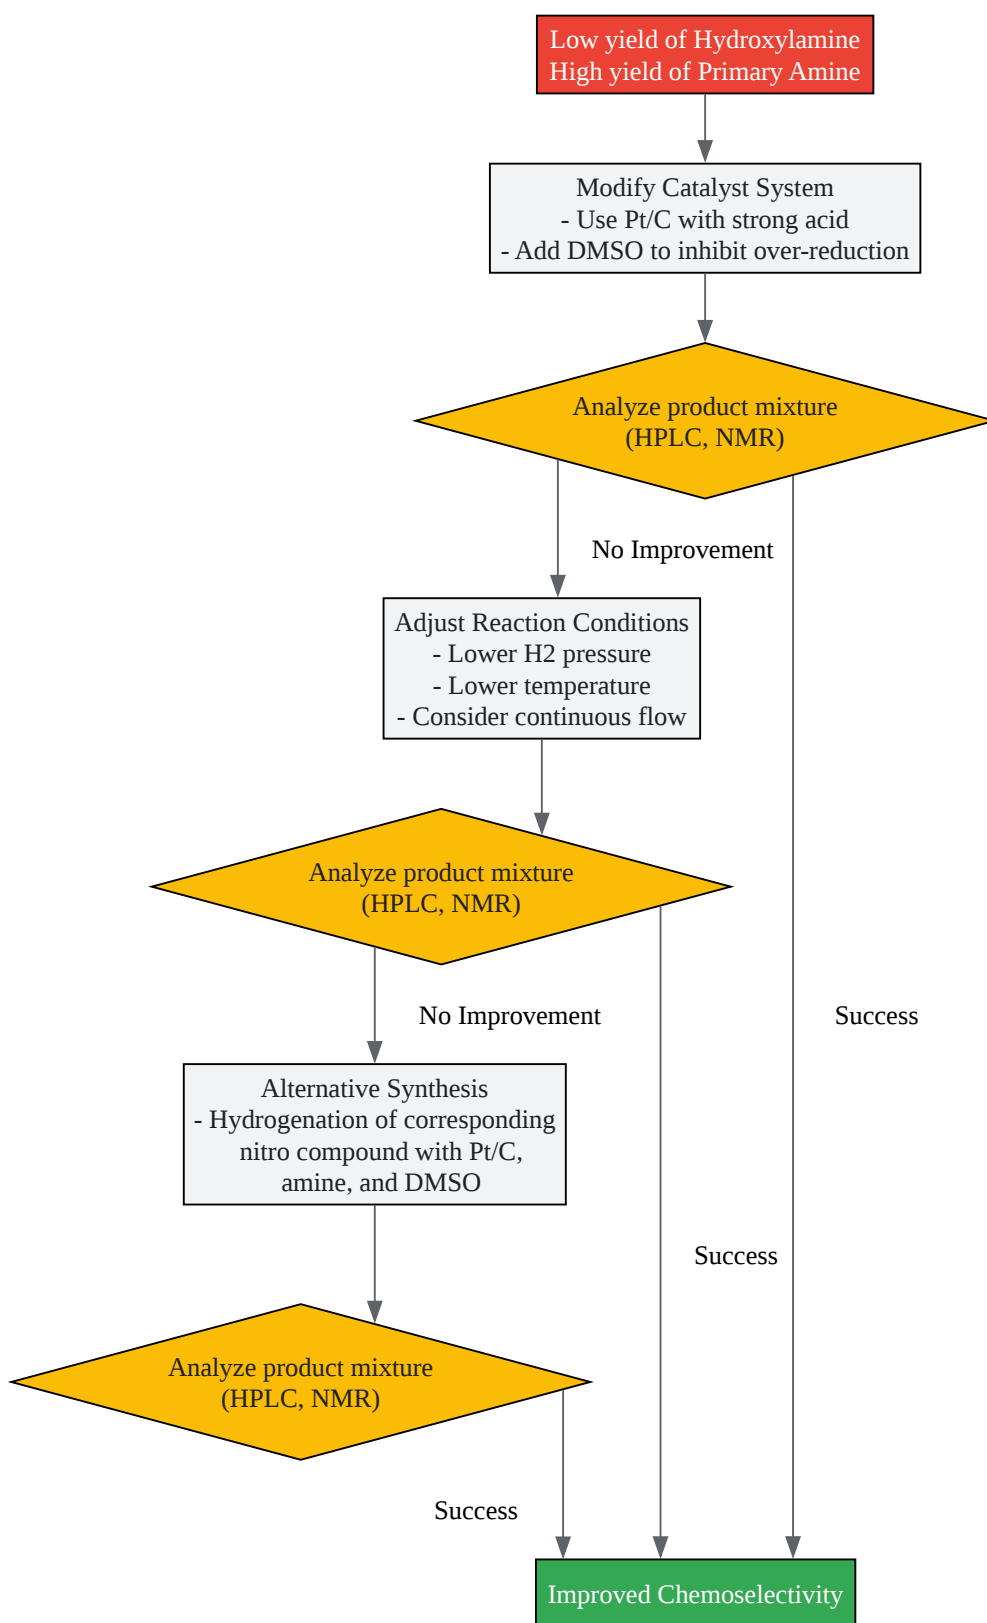 Low yield of Hydroxylamine
High yield of Primary Amine
Modify Catalyst System
- Use Pt/C with strong acid
- Add DMSO to inhibit over-reduction
Analyze product mixture
(HPLC, NMR)
No Improvement
Adjust Reaction Conditions
- Lower H2 pressure
- Lower temperature
- Consider continuous flow
Analyze product mixture
(HPLC, NMR)
No Improvement
Success
Alternative Synthesis
- Hydrogenation of corresponding
nitro compound with Pt/C,
amine, and DMSO
Success
Analyze product mixture
(HPLC, NMR)
Success
Improved Chemoselectivity